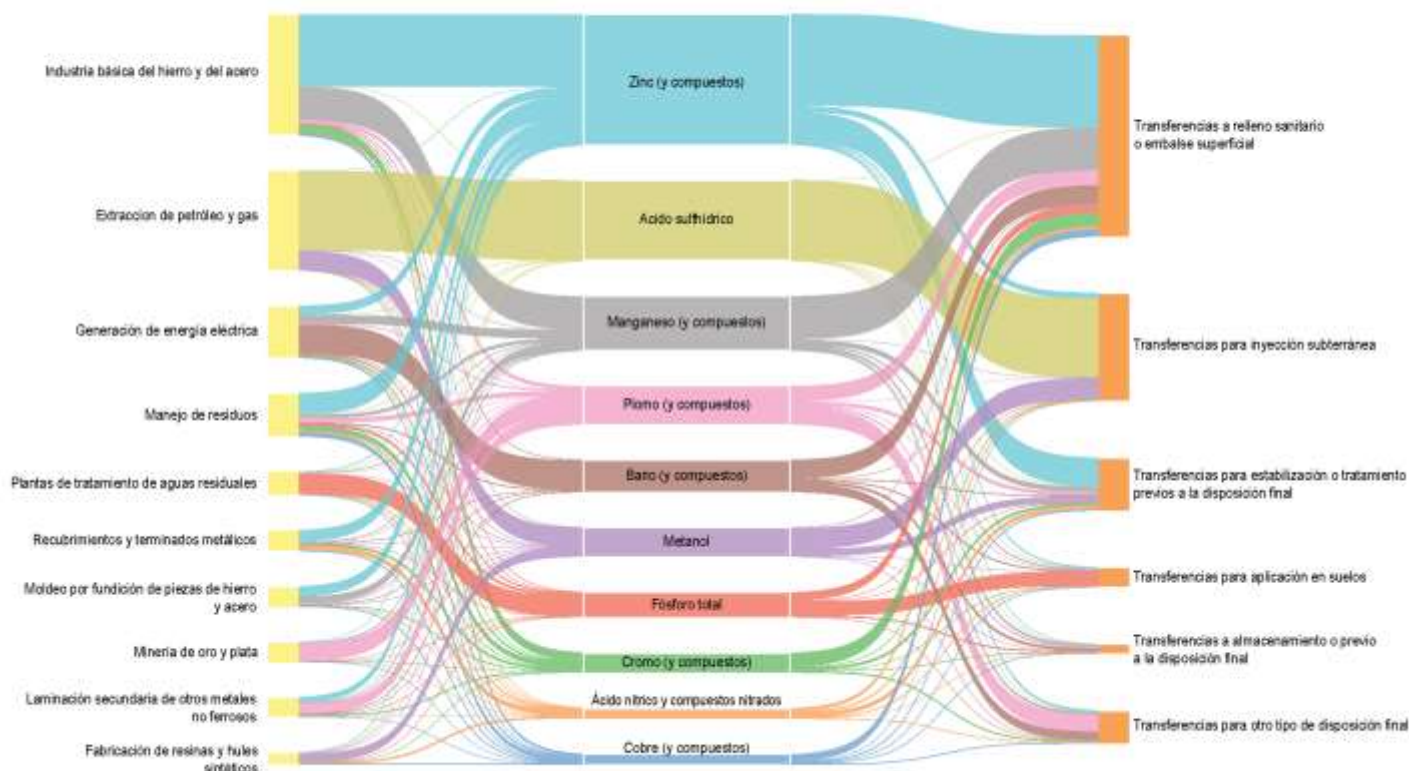 Industria básica del hierro y del acero
Extraccion de petróleo y gas
Generación de energía eléctrica
Manejo de residuos
Plantas de tratamiento de aguas residuales
Recubrimientos y terminados metálicos
Moldeo por fundición de piezas de hierro
y acero
Minería de oro y plata
Laminación secundaria de otros metales
no ferrosos
Fabricación de resinas y hules
sintéticos
Zinc (y compuestos)
Acido sulfhídrico
Manganeso (y compuestos)
Plomo (y compuestos)
Bario (y compuestos)
Metanol
Fósforo total
Cromo (y compuestos)
Ácido nítrico y compuestos nitrados
Cobre (y compuestos)
Transferencias a relleno sanitario
o embalse superficial
Transferencias para inyección subterránea
Transferencias para estabilización o tratamiento
previos a la disposición final
Transferencias para aplicación en suelos
Transferencias a almacenamiento o previo
a la disposición final
Transferencias para otro tipo de disposición final